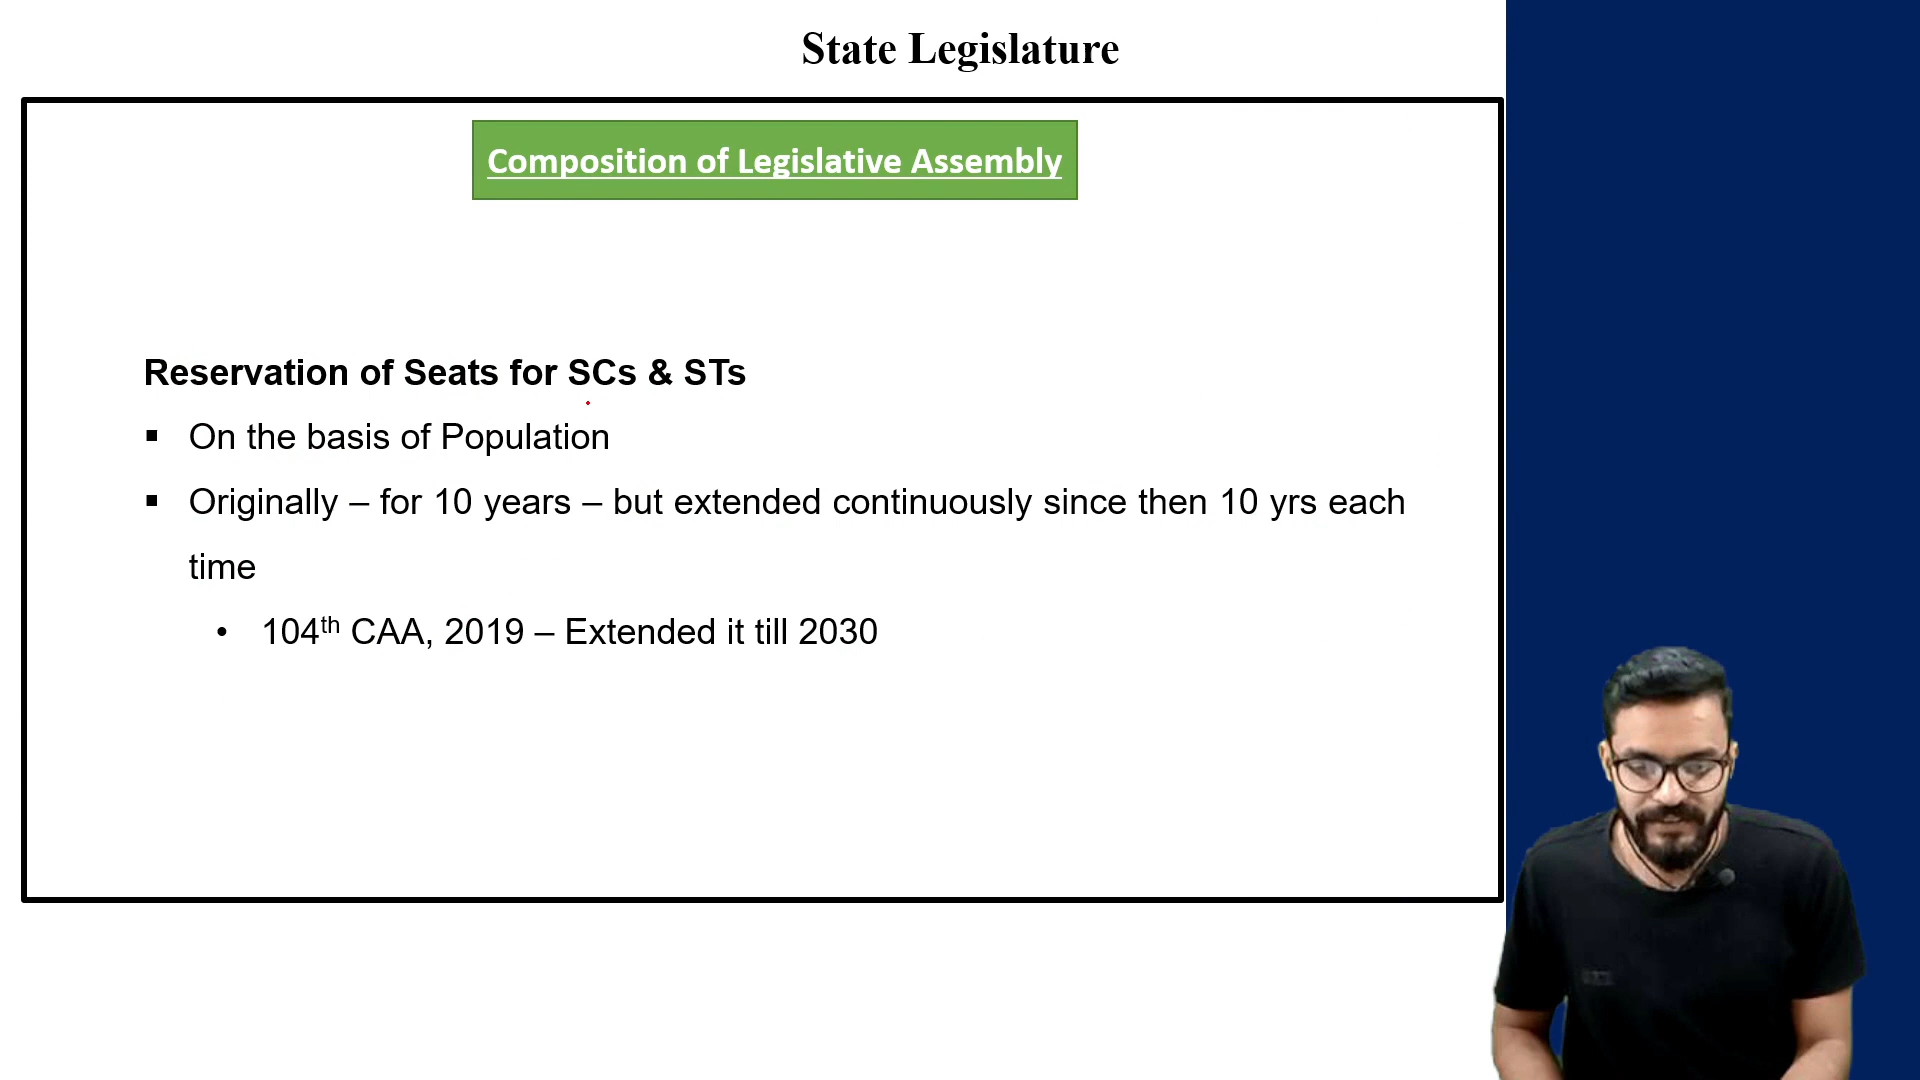 State Legislature
Composition of Legislative Assembly
Reservation of Seats for SCs & STs
▪ On the basis of Population
▪ Originally – for 10 years – but extended continuously since then 10 yrs each
time
• 104th CAA, 2019 – Extended it till 2030